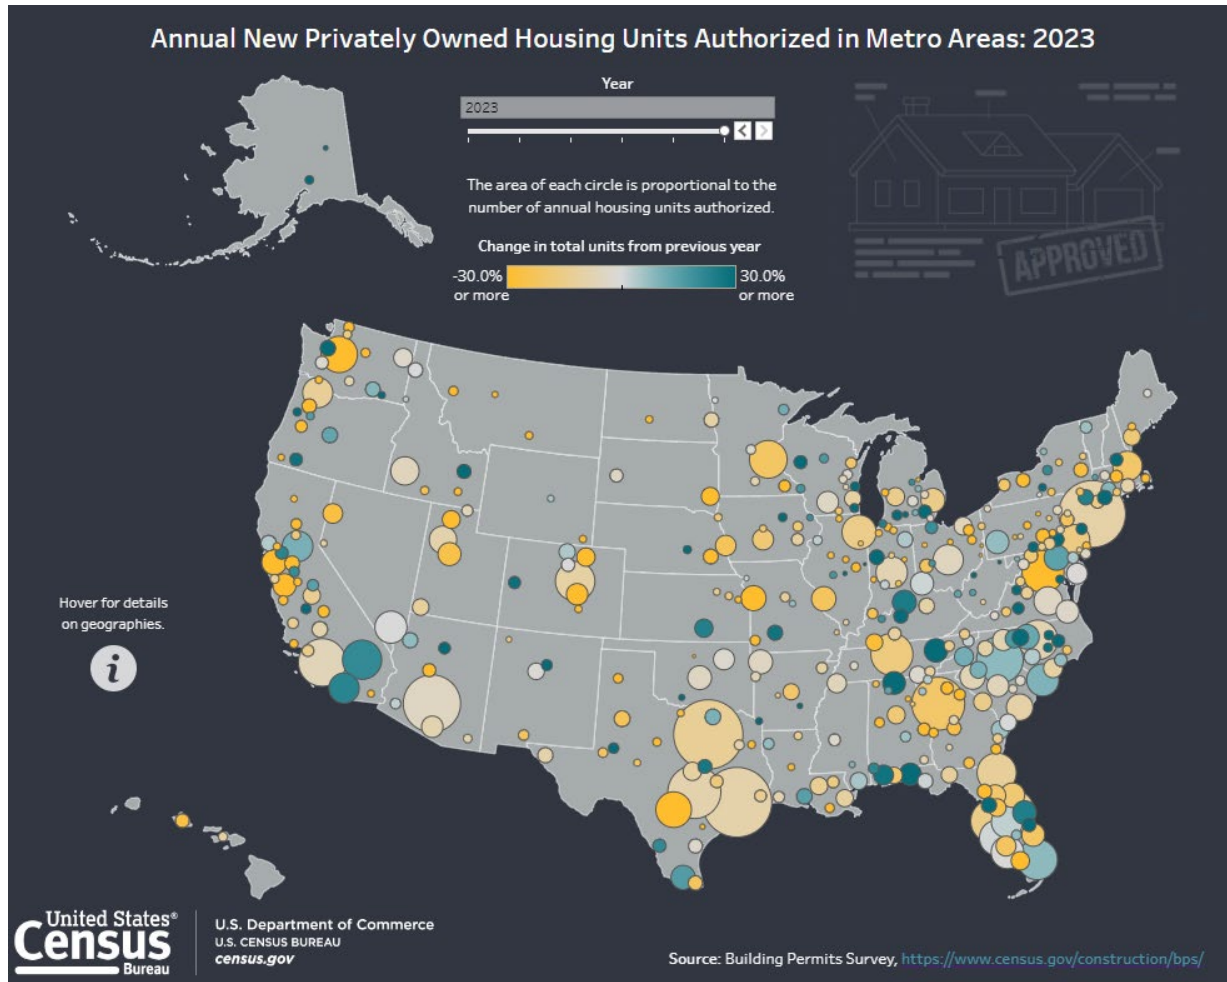 Annual New Privately Owned Housing Units Authorized in Metro Areas: 2023
Year
2023
The area of each circle is proportional to the
number of annual housing units authorized.
Change in total units from previous year
-30.0%
or more
30.0%
or more
APPROVED
Hover for details
on geographies.
i
United States®
Census
Bureau
U.S. Department of Commerce
U.S. CENSUS BUREAU
census.gov
Source: Building Permits Survey, https://www.census.gov/construction/bps/